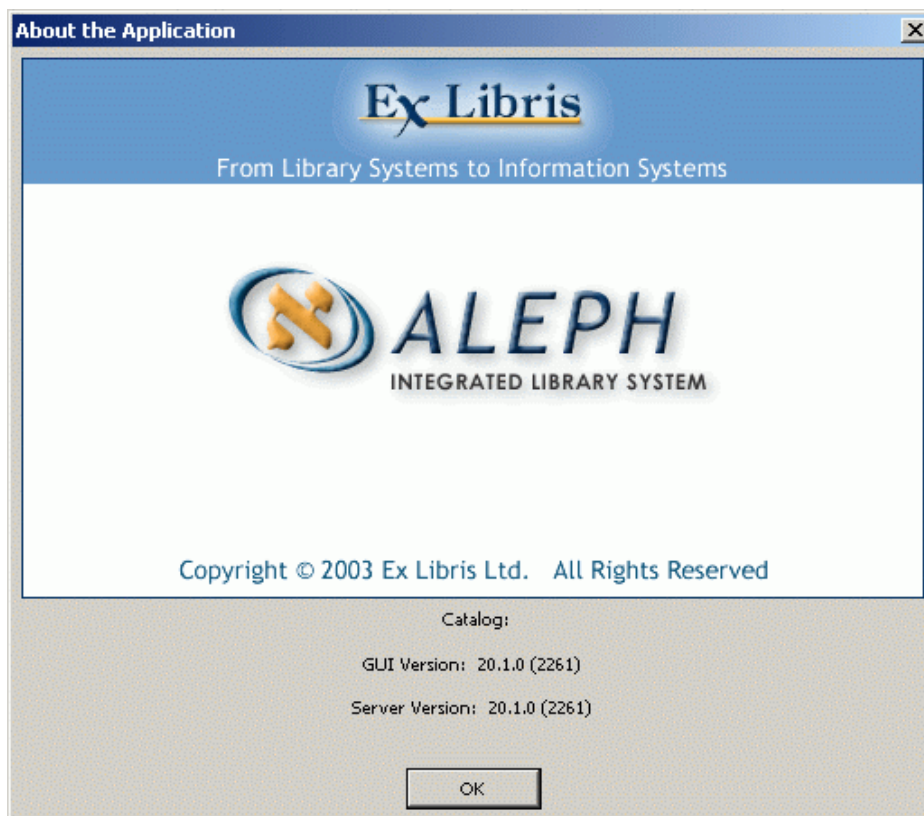 About the Application
Ex Libris
From Library Systems to Information Systems
א
ALEPH
INTEGRATED LIBRARY SYSTEM
Copyright © 2003 Ex Libris Ltd. All Rights Reserved
Catalog:
GUI Version: 20.1.0 (2261)
Server Version: 20.1.0 (2261)
OK